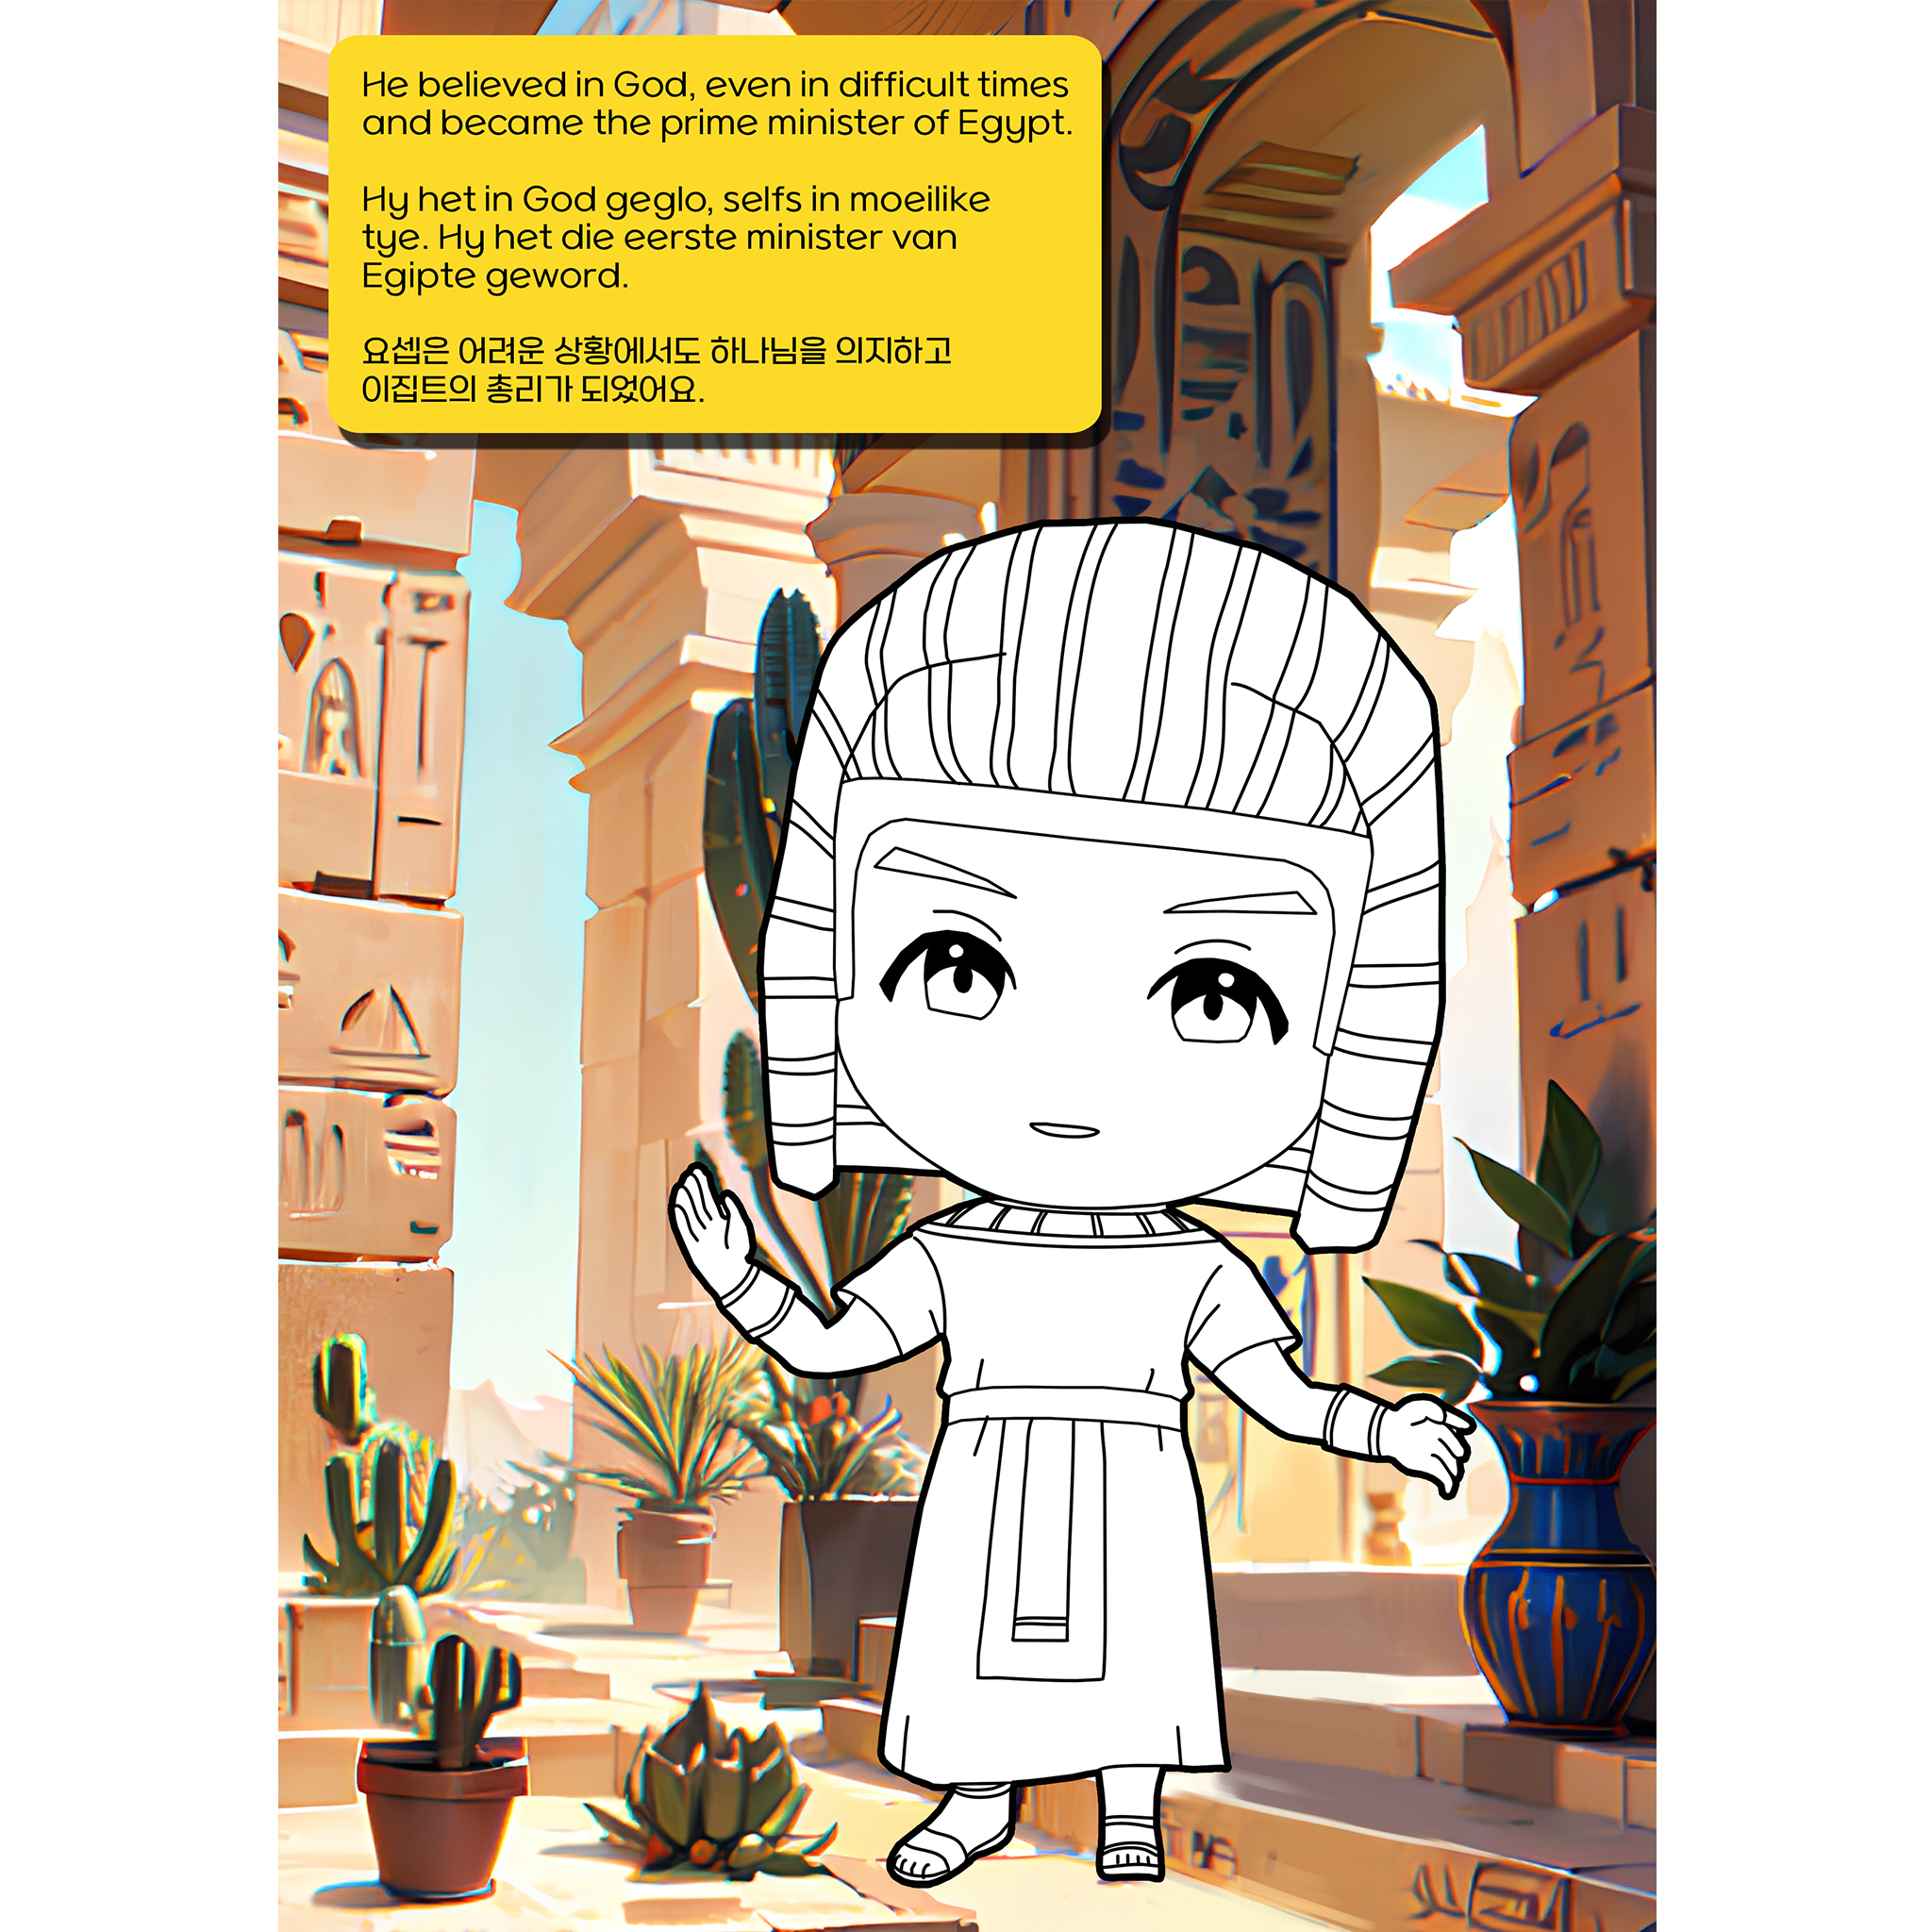 He believed in God, even in difficult times
and became the prime minister of Egypt.
Hy het in God geglo, selfs in moeilike
tye. Hy het die eerste minister van
Egipte geword.
요셉은 어려운 상황에서도 하나님을 의지하고
이집트의 총리가 되었어요.